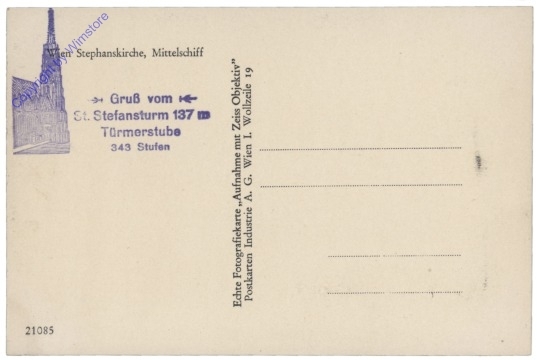 Wien Stephanskirche, Mittelschiff
Copyright by Wimstore
Gruß vom
St. Stefansturm 137 m
Türmerstube
343 Stufen
Echte Fotografiekarte „Aufnahme mit Zeiss Objektiv"
Postkarten Industrie A. G. Wien I. Wollzeile 19
21085